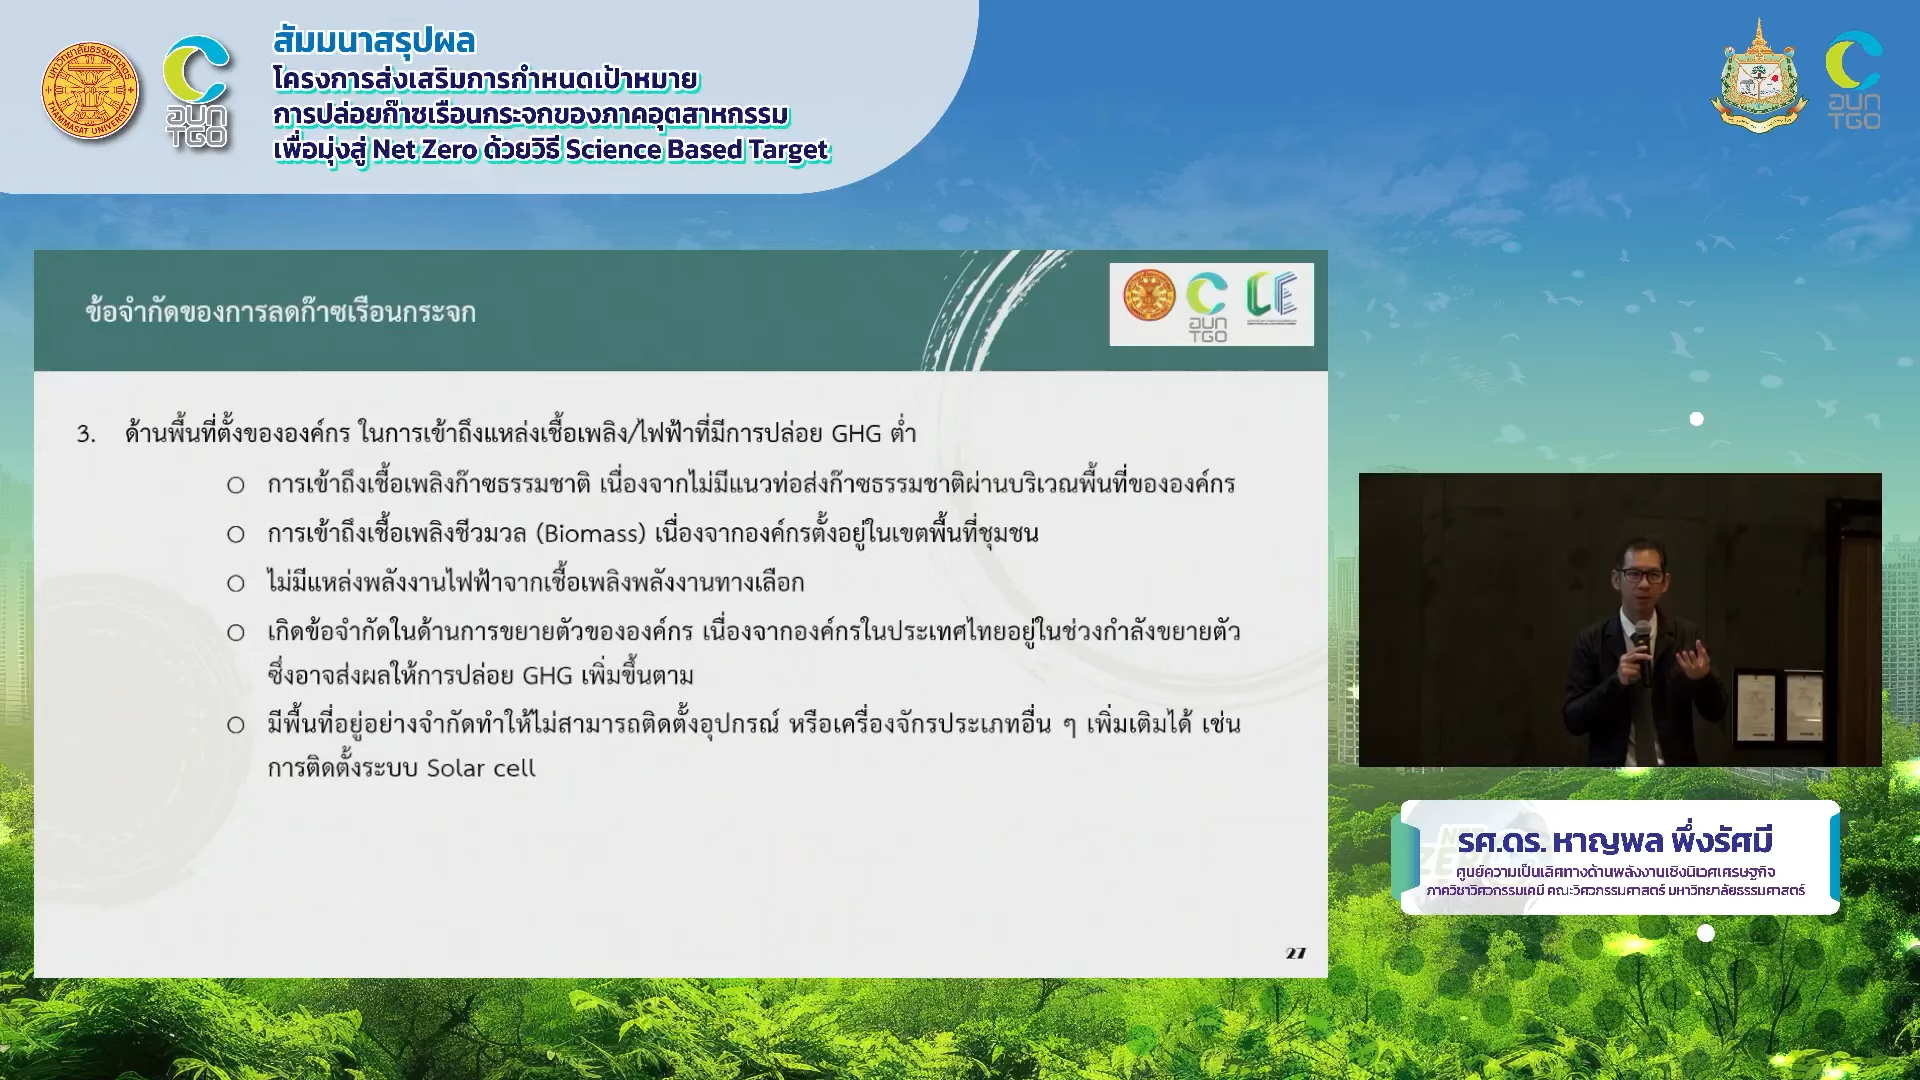 สัมมนาสรุปผล
โครงการส่งเสริมการกำหนดเป้าหมาย
การปล่อยก๊าซเรือนกระจกของภาคอุตสาหกรรม
เพื่อมุ่งสู่ Net Zero ด้วยวิธี Science Based Target
มหาวิทยาลัยธรรมศาสตร์
THAMMASAT UNIVERSITY
อบก
TGO
อบก
TGO
ข้อจำกัดของการลดก๊าซเรือนกระจก
อบก
TGO
3. ด้านพื้นที่ตั้งขององค์กร ในการเข้าถึงแหล่งเชื้อเพลิง/ไฟฟ้าที่มีการปล่อย GHG ต่ำ
การเข้าถึงเชื้อเพลิงก๊าซธรรมชาติ เนื่องจากไม่มีแนวท่อส่งก๊าซธรรมชาติผ่านบริเวณพื้นที่ขององค์กร
การเข้าถึงเชื้อเพลิงชีวมวล (Biomass) เนื่องจากองค์กรตั้งอยู่ในเขตพื้นที่ชุมชน
ไม่มีแหล่งพลังงานไฟฟ้าจากเชื้อเพลิงพลังงานทางเลือก
เกิดข้อจำกัดในด้านการขยายตัวขององค์กร เนื่องจากองค์กรในประเทศไทยอยู่ในช่วงกำลังขยายตัว
ซึ่งอาจส่งผลให้การปล่อย GHG เพิ่มขึ้นตาม
มีพื้นที่อยู่อย่างจำกัดทำให้ไม่สามารถติดตั้งอุปกรณ์ หรือเครื่องจักรประเภทอื่น ๆ เพิ่มเติมได้ เช่น
การติดตั้งระบบ Solar cell
27
รศ.ดร. หาญพล พึ่งรัศมี
ศูนย์ความเป็นเลิศทางด้านพลังงานเชิงนิเวศเศรษฐกิจ
ภาควิชาวิศวกรรมเคมี คณะวิศวกรรมศาสตร์ มหาวิทยาลัยธรรมศาสตร์